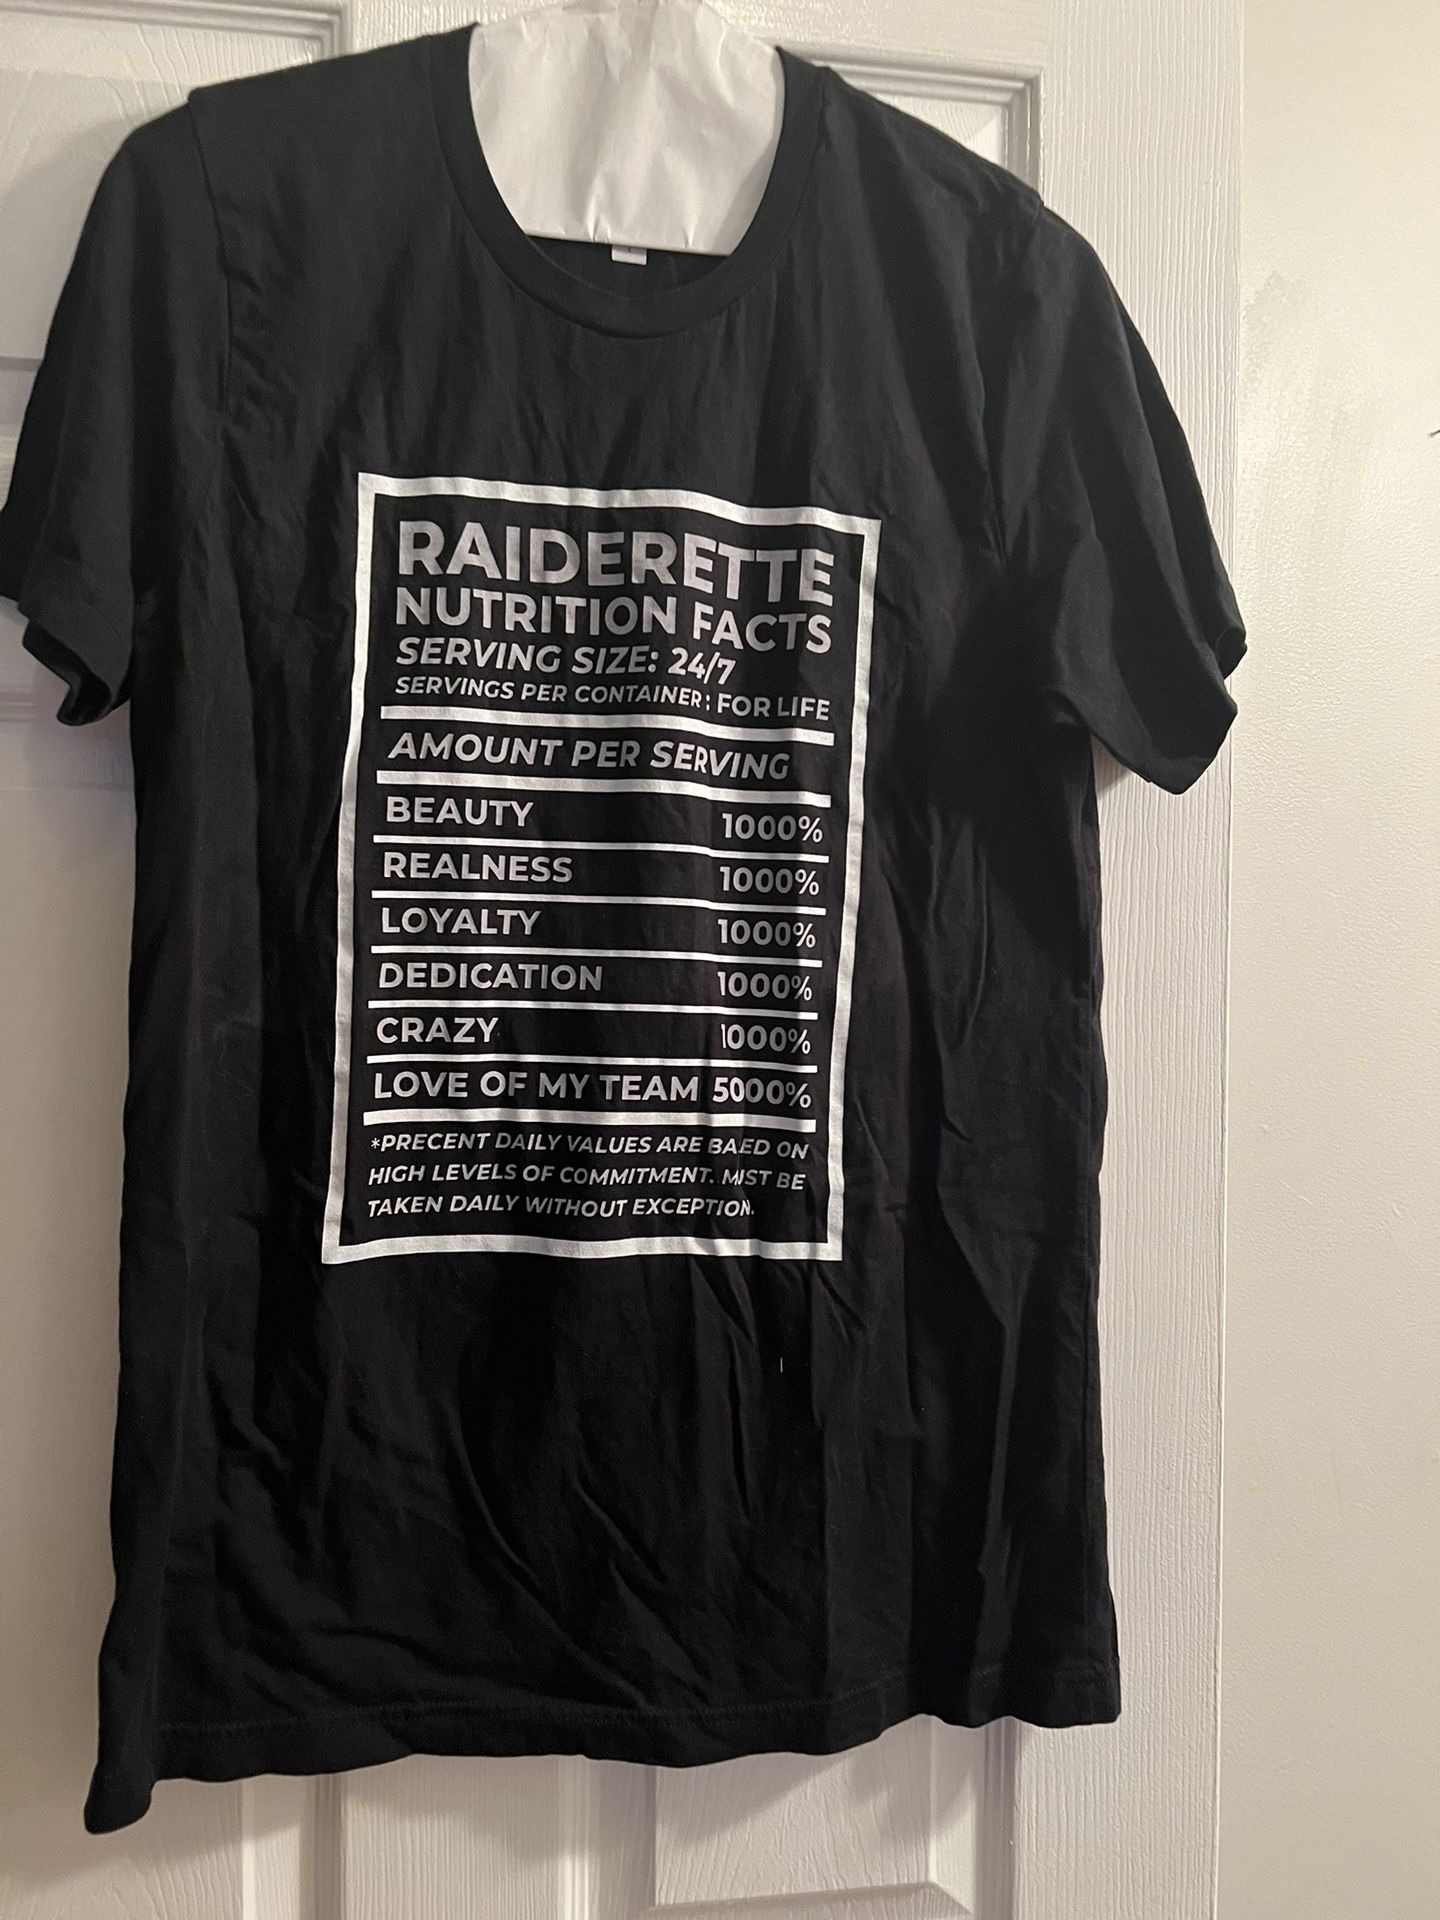 RAIDERETTE
NUTRITION FACTS
SERVING SIZE: 24/7
SERVINGS PER CONTAINER: FOR LIFE
AMOUNT PER SERVING
BEAUTY 1000%
REALNESS 1000%
LOYALTY 1000%
DEDICATION 1000%
CRAZY 1000%
LOVE OF MY TEAM 5000%
*PRECENT DAILY VALUES ARE BAED ON
HIGH LEVELS OF COMMITMENT. MUST BE
TAKEN DAILY WITHOUT EXCEPTION.